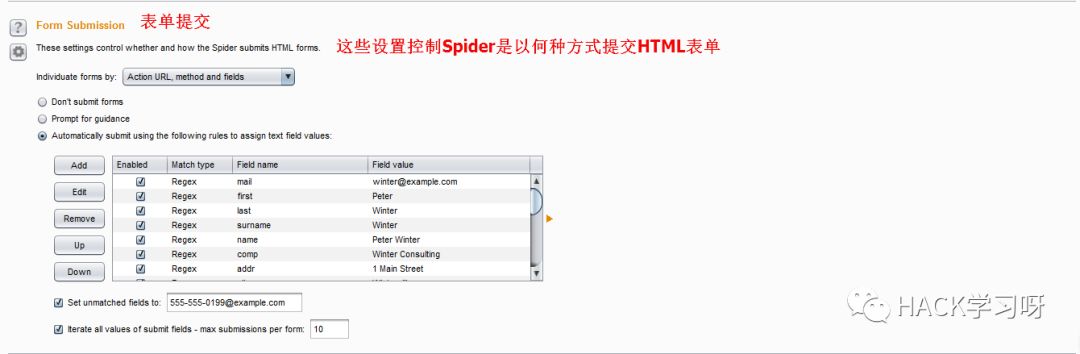 Form Submission 表单提交
These settings control whether and how the Spider submits HTML forms. 这些设置控制Spider是以何种方式提交HTML表单
Individuate forms by: Action URL, method and fields
Don't submit forms
Prompt for guidance
Automatically submit using the following rules to assign text field values:
Add Enabled Match type Field name Field value
Regex mail winter@example.com
Edit Regex first Peter
Regex last Winter
Remove Regex surname Winter
Up Regex name Peter Winter
Regex comp Winter Consulting
Down Regex addr 1 Main Street
Set unmatched fields to: 555-555-0199@example.com
Iterate all values of submit fields - max submissions per form: 10
HACK学习呀